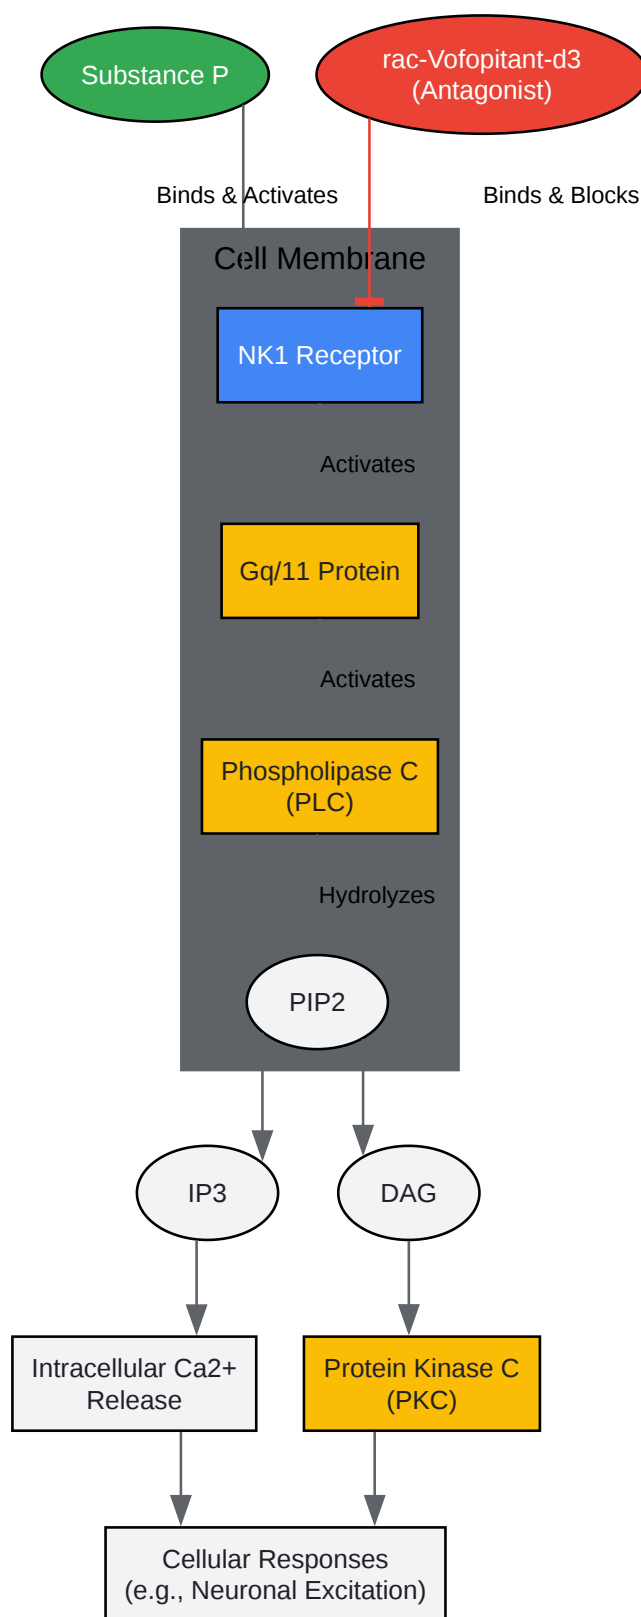 Substance P
rac-Vofopitant-d3
(Antagonist)
Binds & Activates
Binds & Blocks
Cell Membrane
NK1 Receptor
Activates
Gq/11 Protein
Activates
Phospholipase C
(PLC)
Hydrolyzes
PIP2
IP3
DAG
Intracellular Ca2+
Release
Protein Kinase C
(PKC)
Cellular Responses
(e.g., Neuronal Excitation)